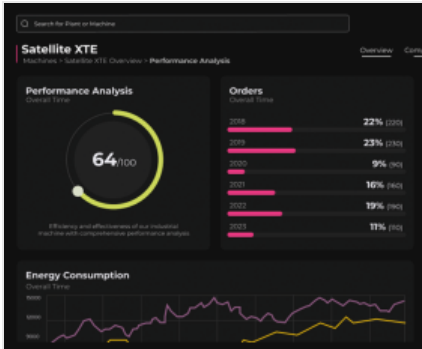 Search for Plant or Machine
Satellite XTE
Machines > Satellite XTE Overview > Performance Analysis
Overview
Performance Analysis
Overall Time
64/100
Efficiency and effectiveness of our industrial
machine with comprehensive performance analysis
Orders
Overall Time
2018 22% (220)
2019 23% (230)
2020 9% (90)
2021 16% (160)
2022 19% (190)
2023 11% (110)
Energy Consumption
Overall Time